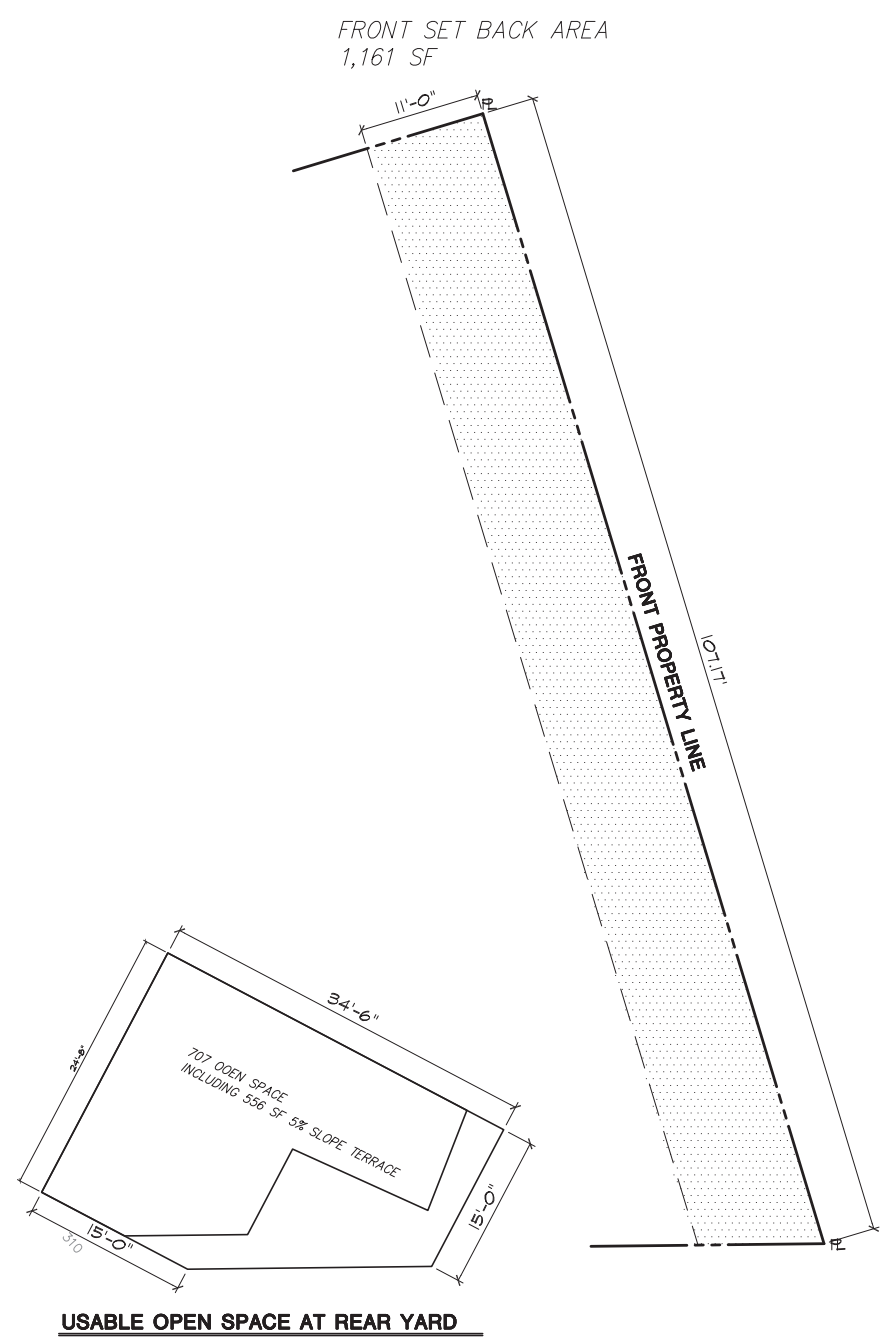 FRONT SET BACK AREA
1,161 SF
11'-0"
PL
FRONT PROPERTY LINE
107.17'
34'-6"
24'-8"
707 OOEN SPACE
INCLUDING 556 SF 5% SLOPE TERRACE
15'-0"
15'-0"
310
PL
USABLE OPEN SPACE AT REAR YARD